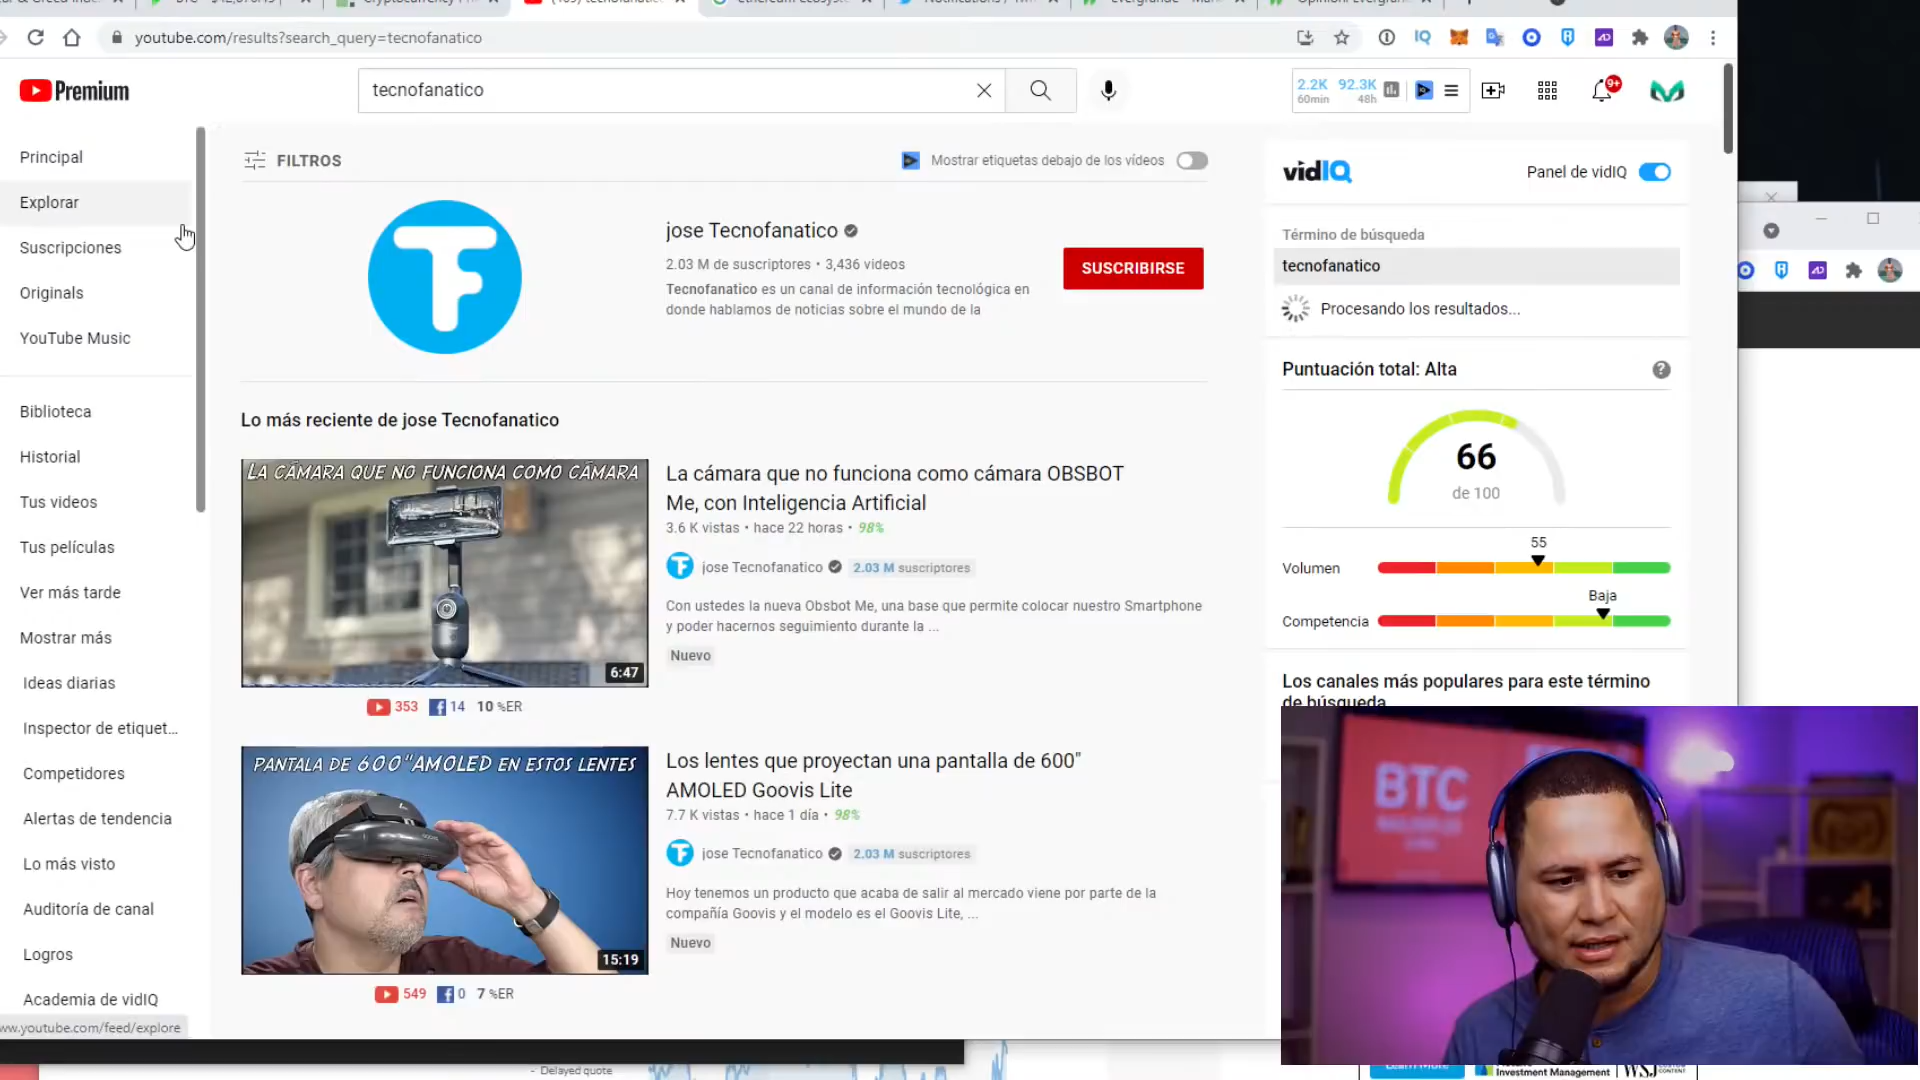 youtube.com/results?search_query=tecnofanatico
Premium
tecnofanatico
2.2K 92.3K
60min 48h
9+
Principal
Explorar
Suscripciones
Originals
YouTube Music
Biblioteca
Historial
Tus videos
Tus películas
Ver más tarde
Mostrar más
Ideas diarias
Inspector de etiquet...
Competidores
Alertas de tendencia
Lo más visto
Auditoría de canal
Logros
Academia de vidIQ
ww.youtube.com/feed/explore
FILTROS
Mostrar etiquetas debajo de los vídeos
jose Tecnofanatico
2.03 M de suscriptores • 3,436 videos
Tecnofanatico es un canal de información tecnológica en
donde hablamos de noticias sobre el mundo de la
SUSCRIBIRSE
Lo más reciente de jose Tecnofanatico
LA CÁMARA QUE NO FUNCIONA COMO CÁMARA
6:47
353 14 10 %ER
La cámara que no funciona como cámara OBSBOT
Me, con Inteligencia Artificial
3.6 K vistas • hace 22 horas • 98%
jose Tecnofanatico 2.03 M suscriptores
Con ustedes la nueva Obsbot Me, una base que permite colocar nuestro Smartphone
y poder hacernos seguimiento durante la ...
Nuevo
PANTALA DE 600"AMOLED EN ESTOS LENTES
15:19
549 0 7 %ER
Los lentes que proyectan una pantalla de 600"
AMOLED Goovis Lite
7.7 K vistas • hace 1 día • 98%
jose Tecnofanatico 2.03 M suscriptores
Hoy tenemos un producto que acaba de salir al mercado viene por parte de la
compañía Goovis y el modelo es el Goovis Lite, ...
Nuevo
vidIQ
Panel de vidIQ
Término de búsqueda
tecnofanatico
Procesando los resultados...
Puntuación total: Alta
66
de 100
55
Volumen
Baja
Competencia
Los canales más populares para este término
de búsqueda
BTC
- Delayed quote
Learn More
Investment Management
WSJ